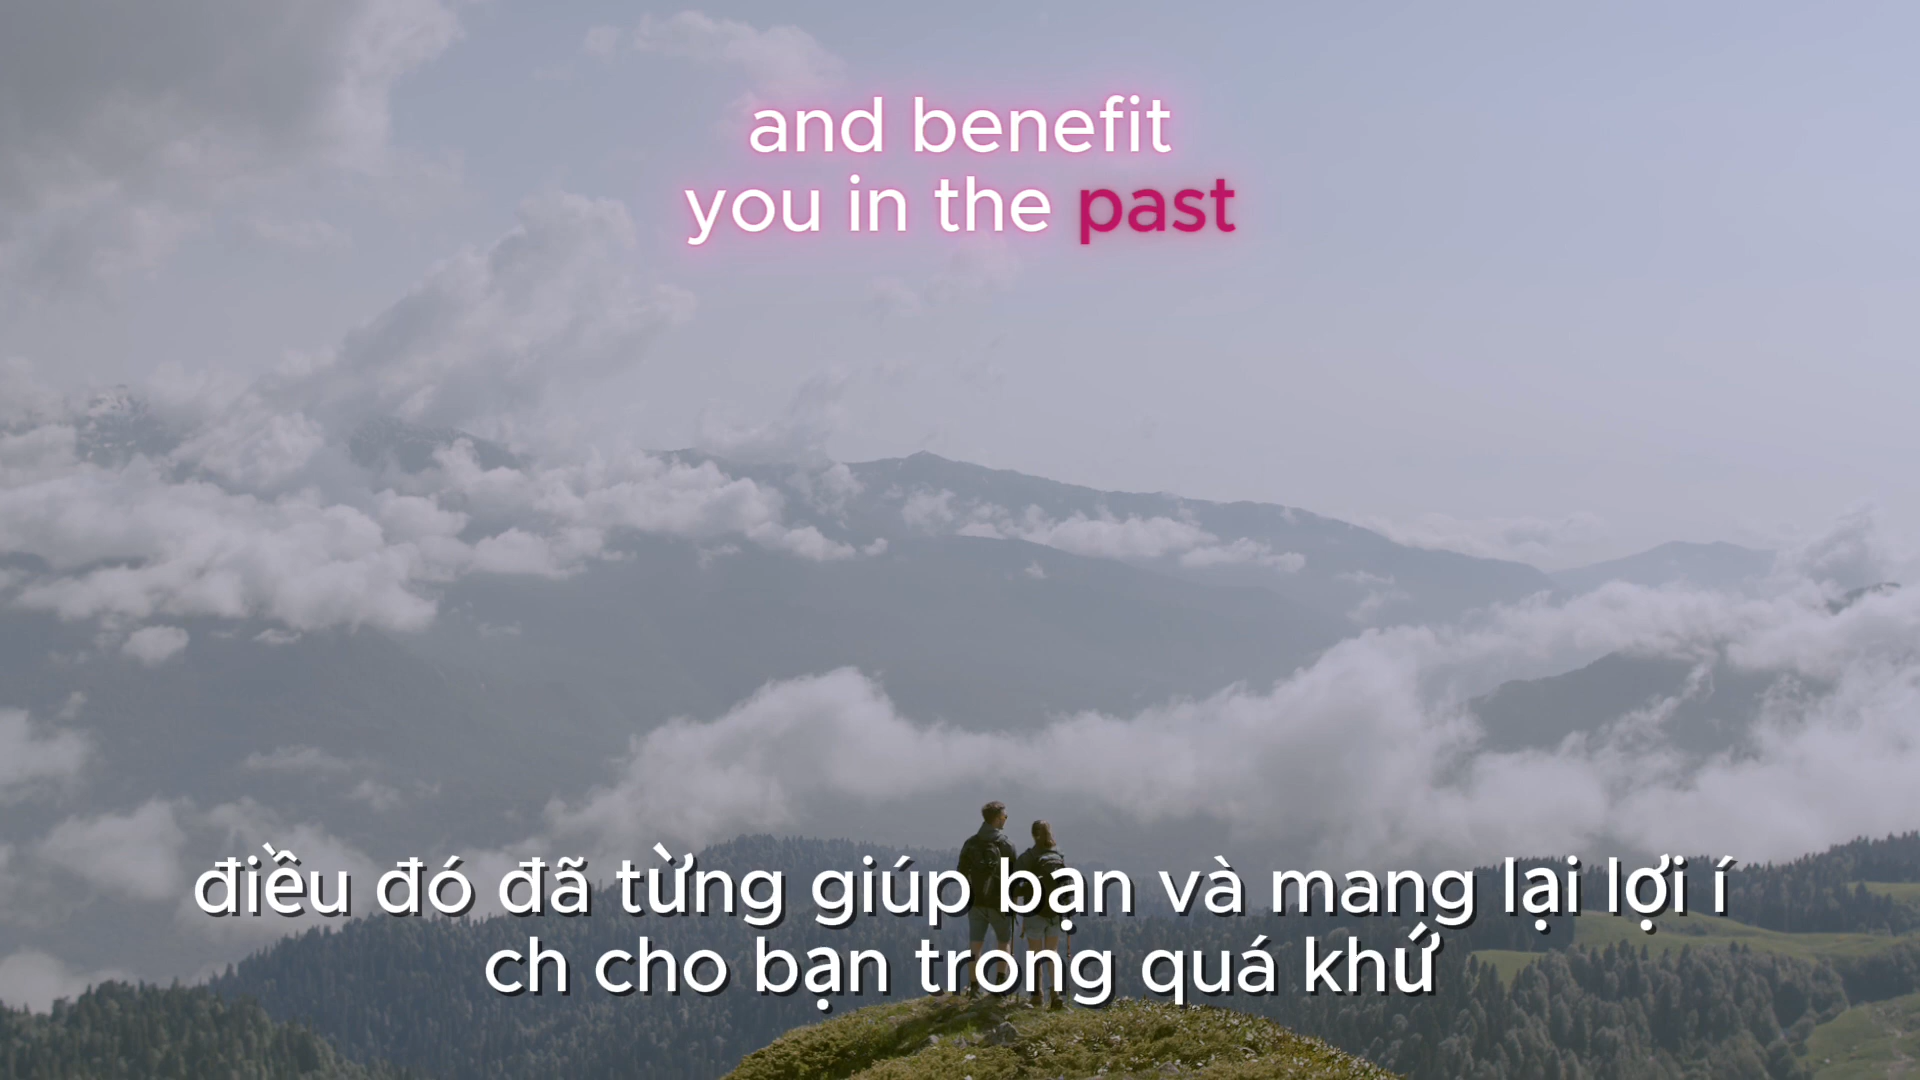 and benefit
you in the past
điều đó đã từng giúp bạn và mang lại lợi í
ch cho bạn trong quá khứ